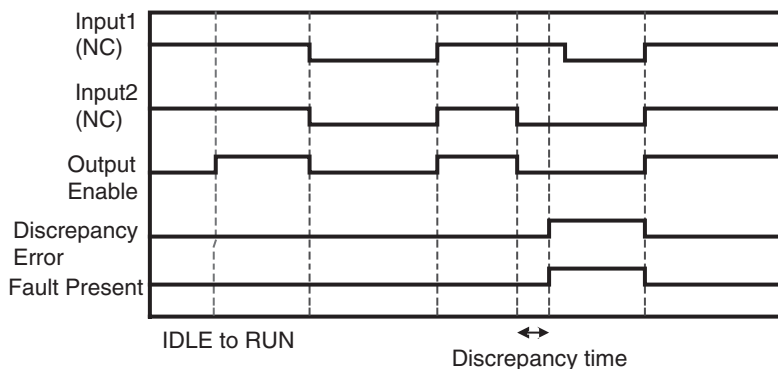 Input1
(NC)
Input2
(NC)
Output
Enable
Discrepancy
Error
Fault Present
IDLE to RUN
Discrepancy time